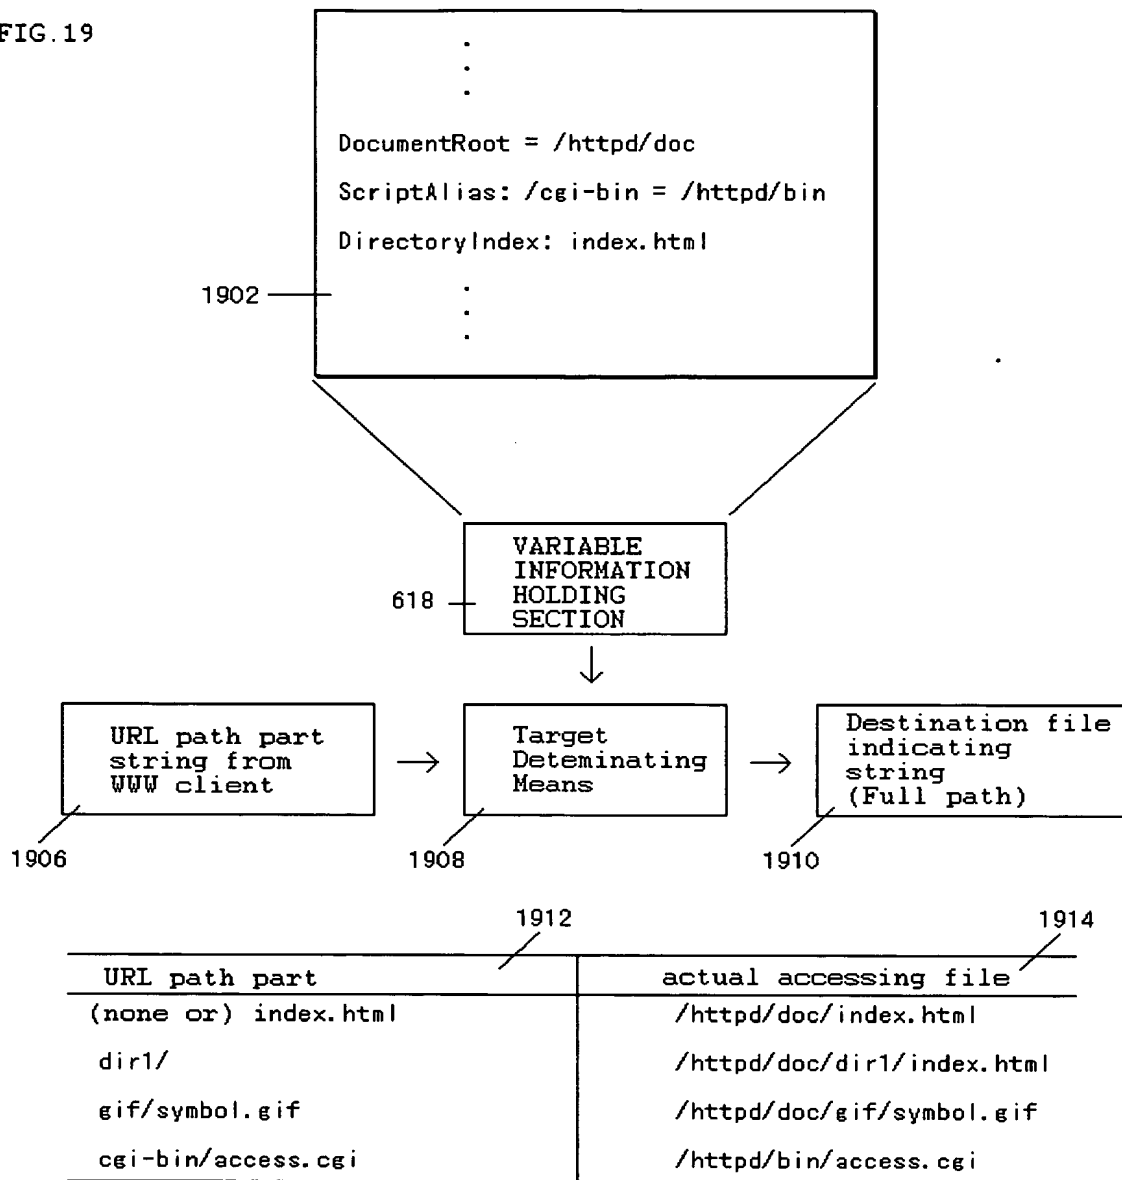 FIG.19
DocumentRoot = /httpd/doc
ScriptAlias: /cgi-bin = /httpd/bin
DirectoryIndex: index.html
1902
VARIABLE
INFORMATION
HOLDING
SECTION
618
URL path part
string from
WWW client
Target
Deteminating
Means
Destination file
indicating
string
(Full path)
1906
1908
1910
1912
1914
URL path part actual accessing file
(none or) index.html /httpd/doc/index.html
dir1/ /httpd/doc/dir1/index.html
gif/symbol.gif /httpd/doc/gif/symbol.gif
cgi-bin/access.cgi /httpd/bin/access.cgi